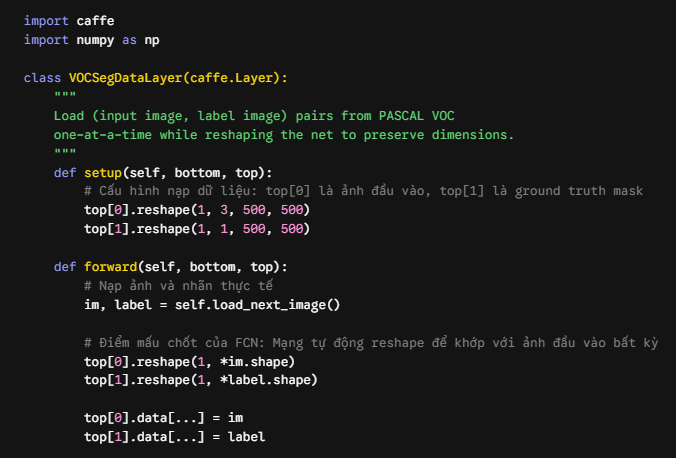 import caffe
import numpy as np

class VOCSegDataLayer(caffe.Layer):
    """
    Load (input image, label image) pairs from PASCAL VOC
    one-at-a-time while reshaping the net to preserve dimensions.
    """
    def setup(self, bottom, top):
        # Cấu hình nạp dữ liệu: top[0] là ảnh đầu vào, top[1] là ground truth mask
        top[0].reshape(1, 3, 500, 500)
        top[1].reshape(1, 1, 500, 500)

    def forward(self, bottom, top):
        # Nạp ảnh và nhãn thực tế
        im, label = self.load_next_image()

        # Điểm mấu chốt của FCN: Mạng tự động reshape để khớp với ảnh đầu vào bất kỳ
        top[0].reshape(1, *im.shape)
        top[1].reshape(1, *label.shape)

        top[0].data[...] = im
        top[1].data[...] = label